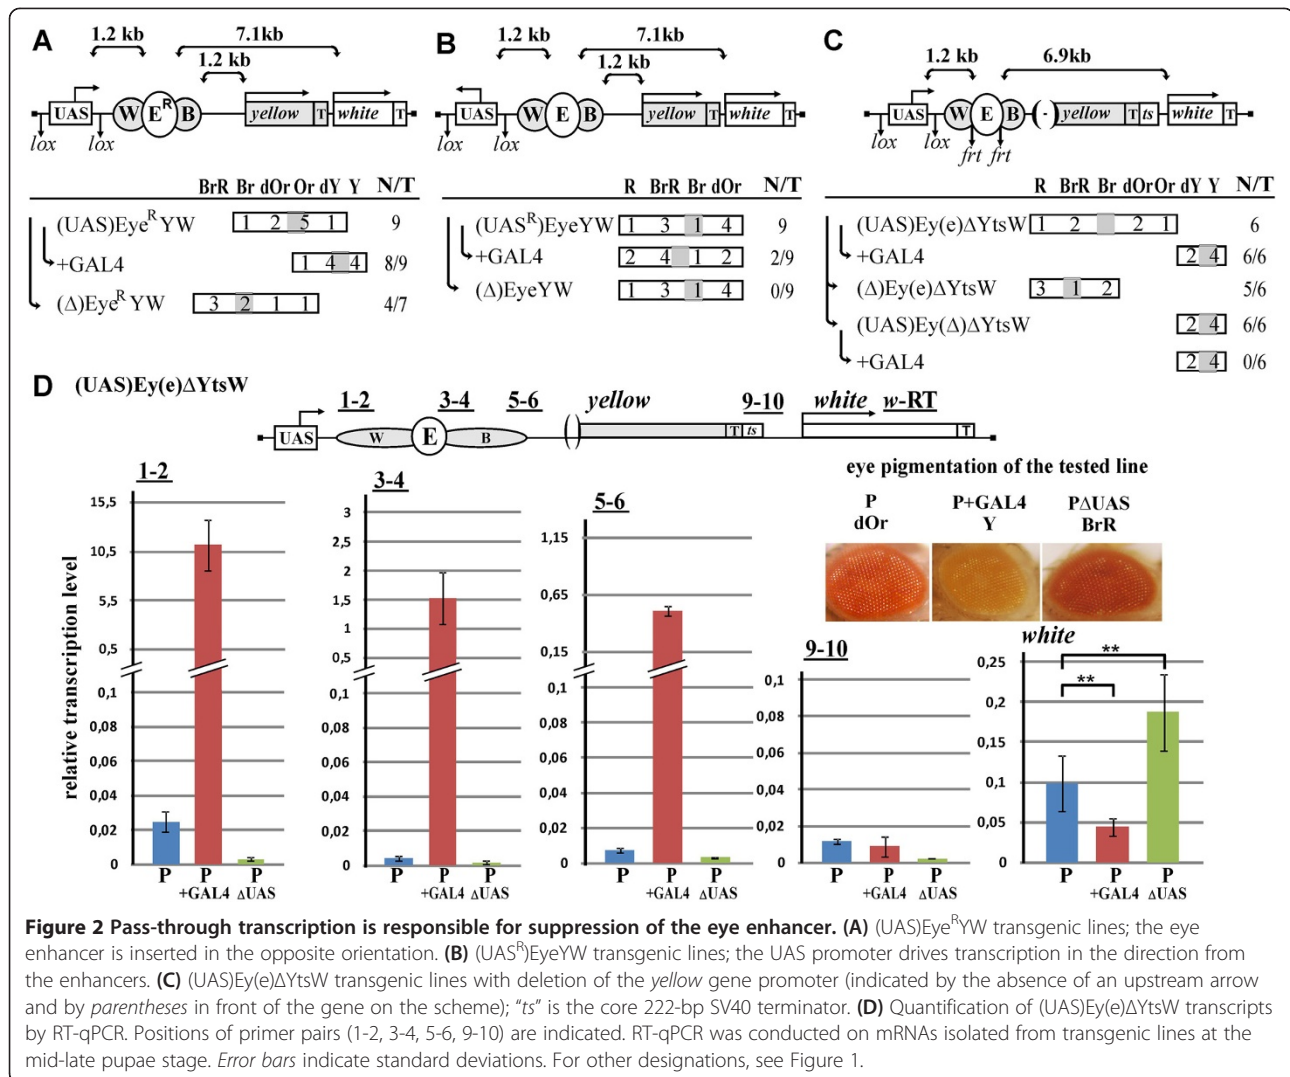 A
1.2 kb
7.1kb
1.2 kb
UAS
W
E^R
B
yellow
T
white
T
lox
lox
BrR Br dOr Or dY Y N/T
(UAS)Eye^R YW 1 2 5 1 9
+GAL4 1 4 4 8/9
(Δ)Eye^R YW 3 2 1 1 4/7
B
1.2 kb
7.1kb
1.2 kb
UAS
W
E
B
yellow
T
white
T
lox
lox
R BrR Br dOr N/T
(UAS^R)EyeYW 1 3 1 4 9
+GAL4 2 4 1 2 2/9
(Δ)EyeYW 1 3 1 4 0/9
C
1.2 kb
6.9kb
UAS
W
E
B
(-)
yellow
T
ts
white
T
lox
lox
frt
frt
R BrR Br dOr Or dY Y N/T
(UAS)Ey(e)ΔYtsW 1 2 2 1 6
+GAL4 2 4 6/6
(Δ)Ey(e)ΔYtsW 3 1 2 5/6
(UAS)Ey(Δ)ΔYtsW 2 4 6/6
+GAL4 2 4 0/6
D (UAS)Ey(e)ΔYtsW
1-2
3-4
5-6
yellow
9-10
white
w-RT
UAS
W
E
B
( )
T
ts
T
relative transcription level
1-2
15,5
10,5
5,5
0,5
0,1
0,08
0,06
0,04
0,02
0
P P P
+GAL4 ΔUAS
3-4
3
2,5
2
1,5
1
0,5
0,1
0,08
0,06
0,04
0,02
0
P P P
+GAL4 ΔUAS
5-6
1,15
0,65
0,15
0,1
0,08
0,06
0,04
0,02
0
P P P
+GAL4 ΔUAS
eye pigmentation of the tested line
P P+GAL4 PΔUAS
dOr Y BrR
9-10
0,1
0,08
0,06
0,04
0,02
0
P P P
+GAL4 ΔUAS
white
0,25
0,2
0,15
0,1
0,05
0
**
**
P P P
+GAL4 ΔUAS
Figure 2 Pass-through transcription is responsible for suppression of the eye enhancer. (A) (UAS)Eye^R YW transgenic lines; the eye
enhancer is inserted in the opposite orientation. (B) (UAS^R)EyeYW transgenic lines; the UAS promoter drives transcription in the direction from
the enhancers. (C) (UAS)Ey(e)ΔYtsW transgenic lines with deletion of the yellow gene promoter (indicated by the absence of an upstream arrow
and by parentheses in front of the gene on the scheme); “ts” is the core 222-bp SV40 terminator. (D) Quantification of (UAS)Ey(e)ΔYtsW transcripts
by RT-qPCR. Positions of primer pairs (1-2, 3-4, 5-6, 9-10) are indicated. RT-qPCR was conducted on mRNAs isolated from transgenic lines at the
mid-late pupae stage. Error bars indicate standard deviations. For other designations, see Figure 1.